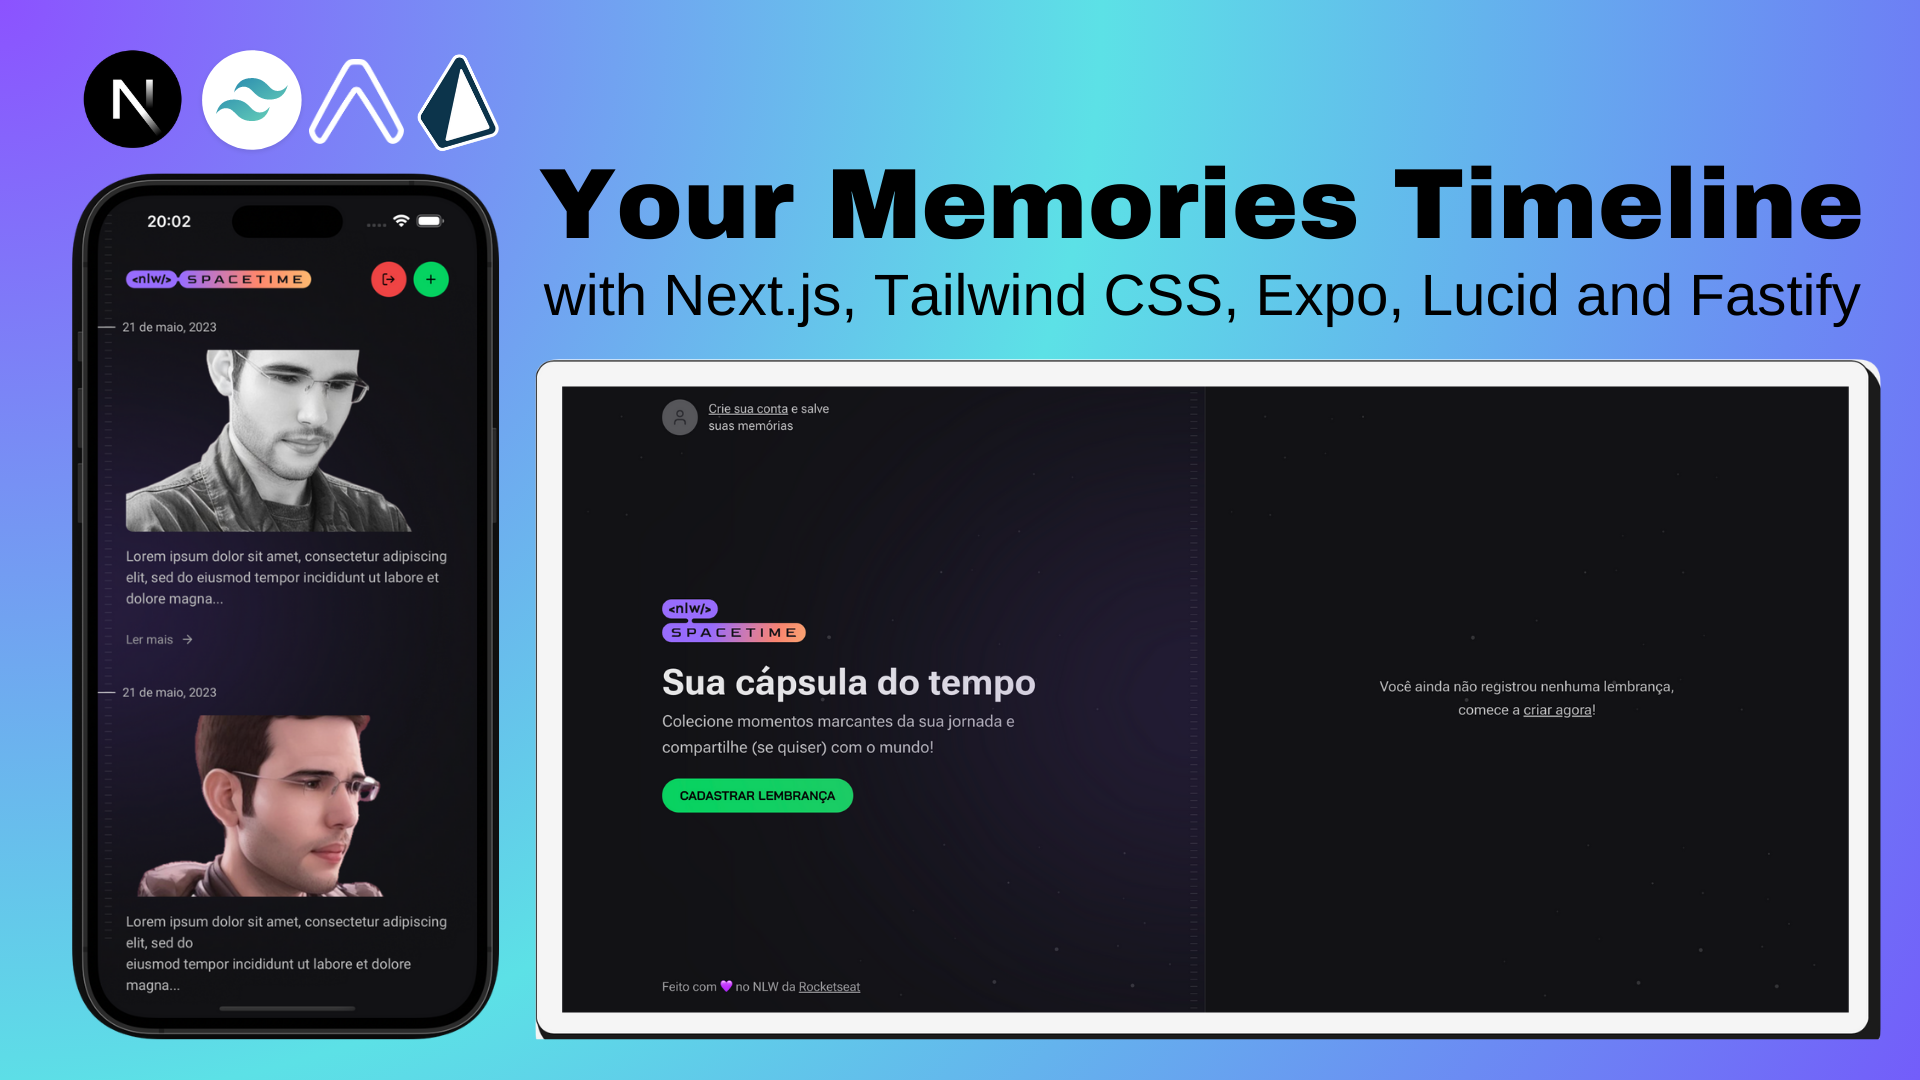 N
Your Memories Timeline
with Next.js, Tailwind CSS, Expo, Lucid and Fastify
20:02
<nlw/> SPACETIME
21 de maio, 2023
Lorem ipsum dolor sit amet, consectetur adipiscing
elit, sed do eiusmod tempor incididunt ut labore et
dolore magna...
Ler mais →
21 de maio, 2023
Lorem ipsum dolor sit amet, consectetur adipiscing
elit, sed do
eiusmod tempor incididunt ut labore et dolore
magna...
Crie sua conta e salve
suas memórias
<nlw/>
SPACETIME
Sua cápsula do tempo
Colecione momentos marcantes da sua jornada e
compartilhe (se quiser) com o mundo!
CADASTRAR LEMBRANÇA
Feito com 💜 no NLW da Rocketseat
Você ainda não registrou nenhuma lembrança,
comece a criar agora!